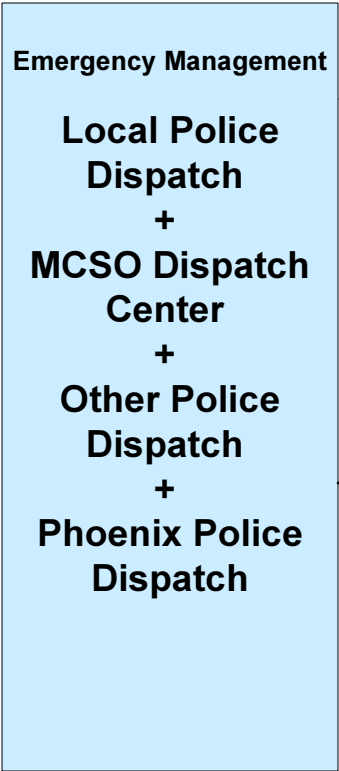 Emergency Management
Local Police
Dispatch
+
MCSO Dispatch
Center
+
Other Police
Dispatch
+
Phoenix Police
Dispatch